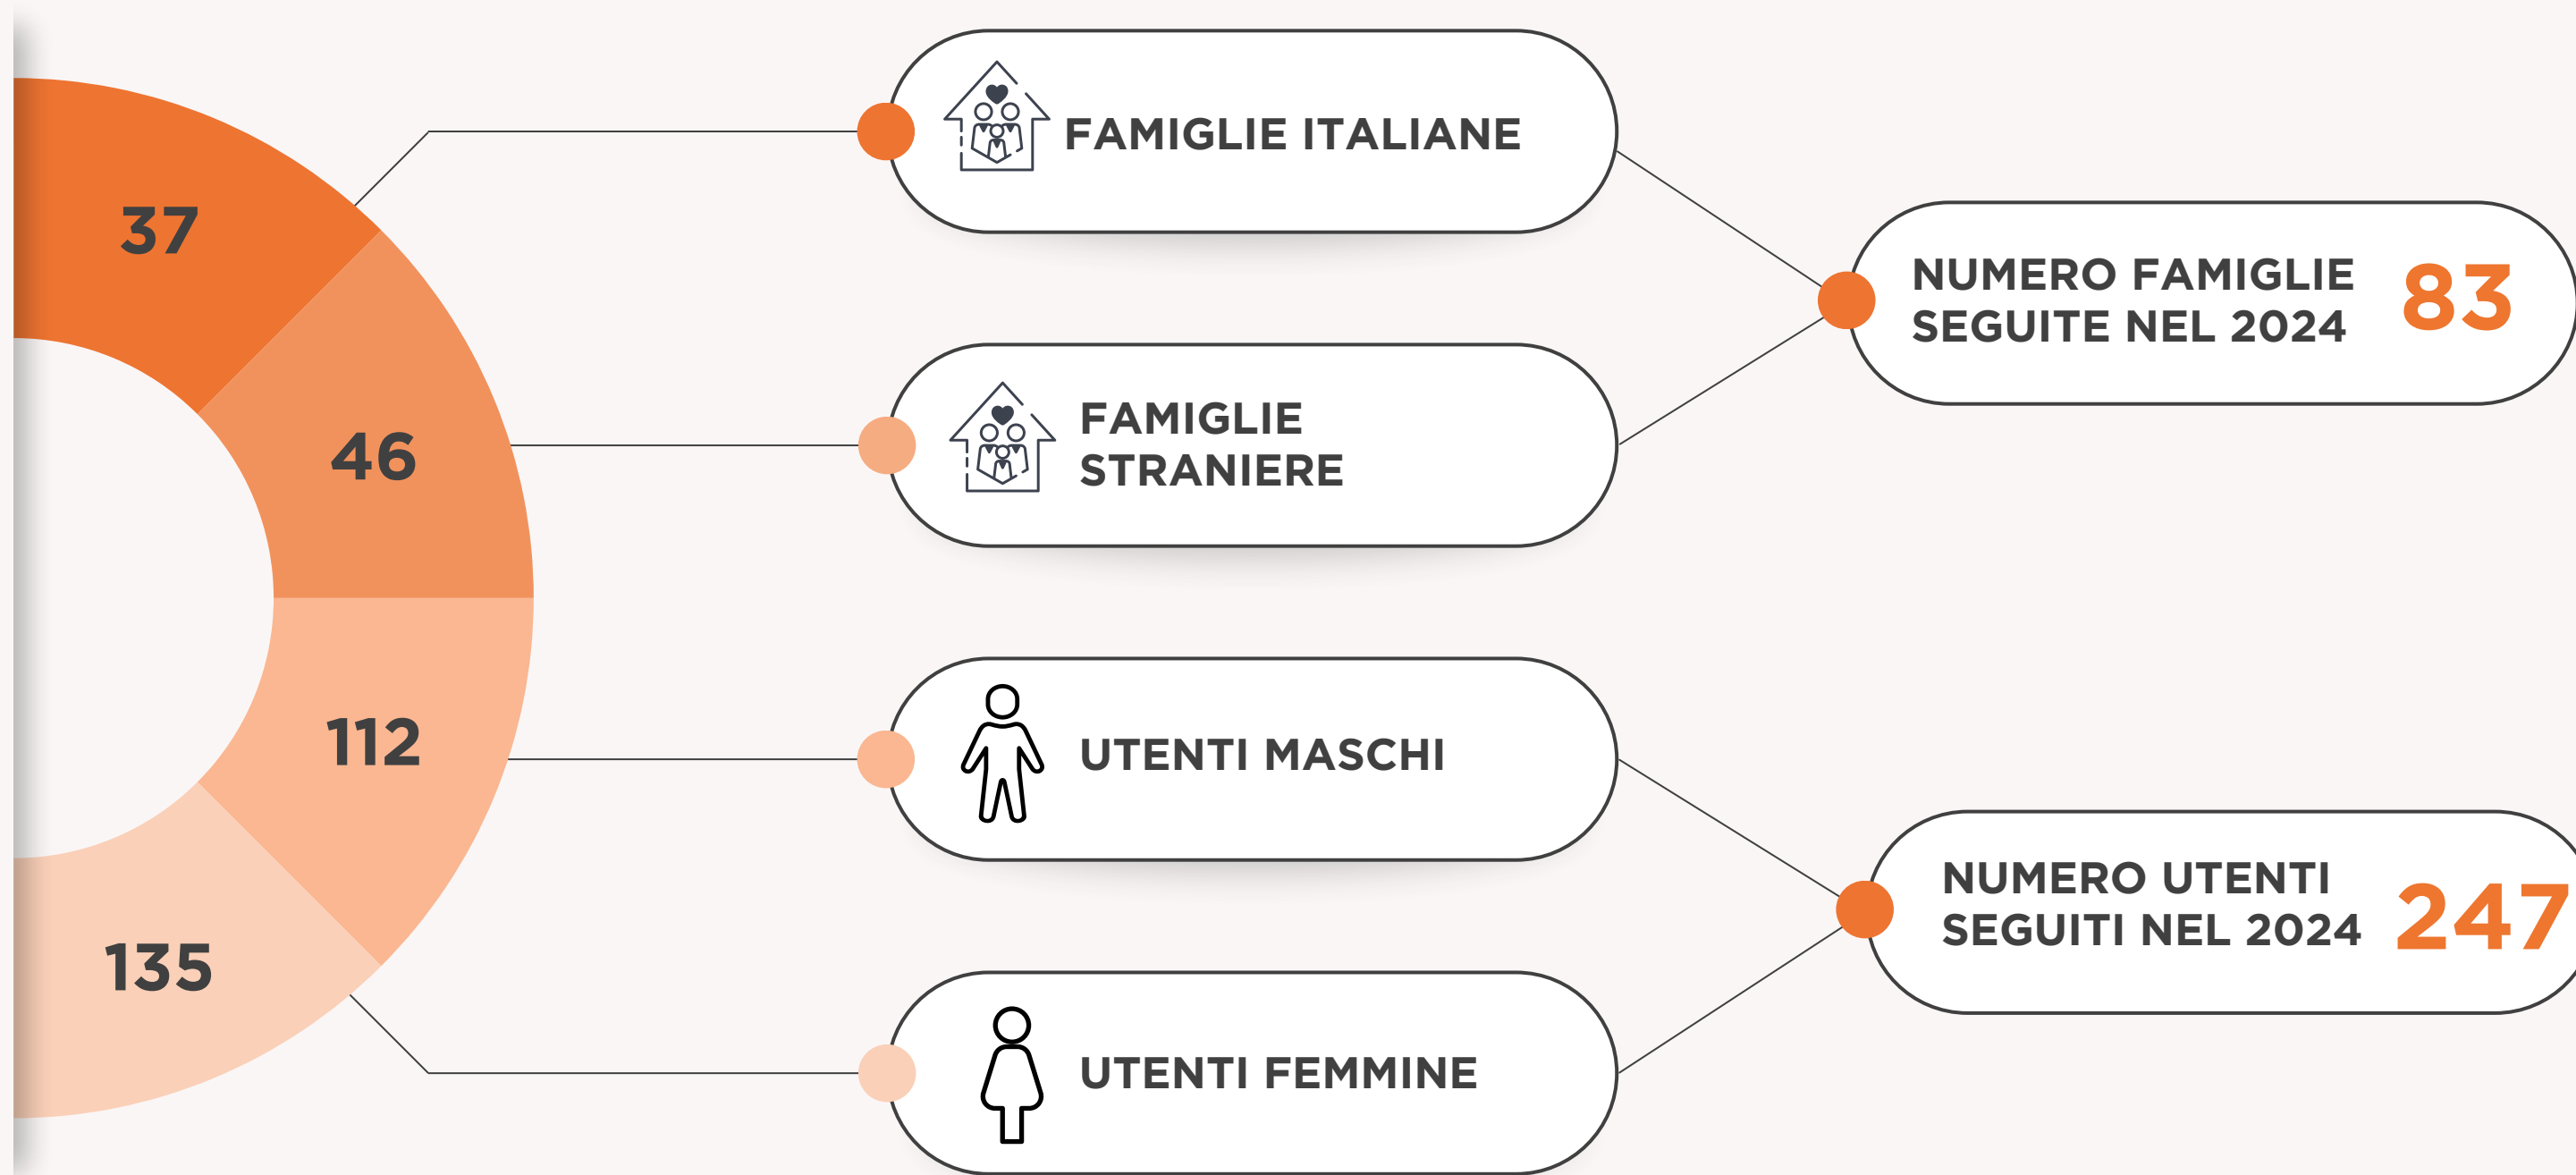 37
FAMIGLIE ITALIANE
NUMERO FAMIGLIE
SEGUITE NEL 2024
83
46
FAMIGLIE
STRANIERE
112
UTENTI MASCHI
NUMERO UTENTI
SEGUITI NEL 2024
247
135
UTENTI FEMMINE